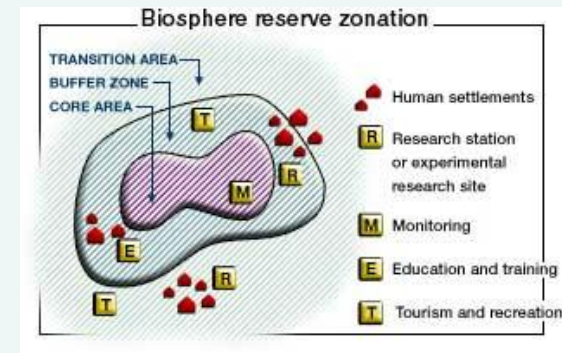 Biosphere reserve zonation
TRANSITION AREA
BUFFER ZONE
CORE AREA
T
R
M
E
R
T
Human settlements
R Research station
or experimental
research site
M Monitoring
E Education and training
T Tourism and recreation